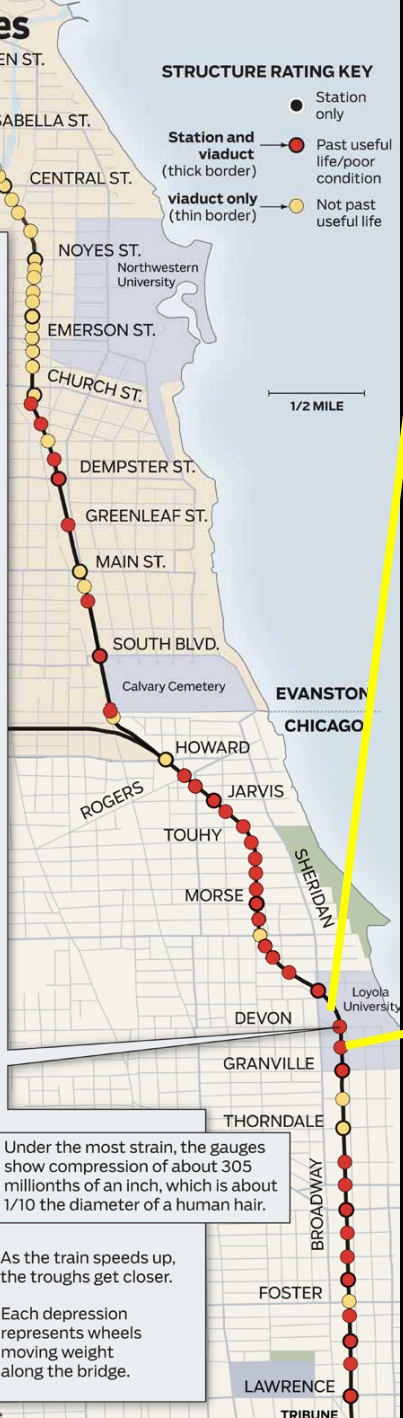 es
EN ST.
SABELLA ST.
STRUCTURE RATING KEY
Station
only
Station and
viaduct
(thick border)
Past useful
life/poor
condition
viaduct only
(thin border)
Not past
useful life
CENTRAL ST.
NOYES ST.
Northwestern
University
EMERSON ST.
CHURCH ST.
1/2 MILE
DEMPSTER ST.
GREENLEAF ST.
MAIN ST.
SOUTH BLVD.
Calvary Cemetery
EVANSTON
CHICAGO
HOWARD
ROGERS
JARVIS
TOUHY
SHERIDAN
MORSE
Loyola
University
DEVON
GRANVILLE
THORNDALE
Under the most strain, the gauges
show compression of about 305
millionths of an inch, which is about
1/10 the diameter of a human hair.
BROADWAY
As the train speeds up,
the troughs get closer.
Each depression
represents wheels
moving weight
along the bridge.
FOSTER
LAWRENCE
TRIBUNE